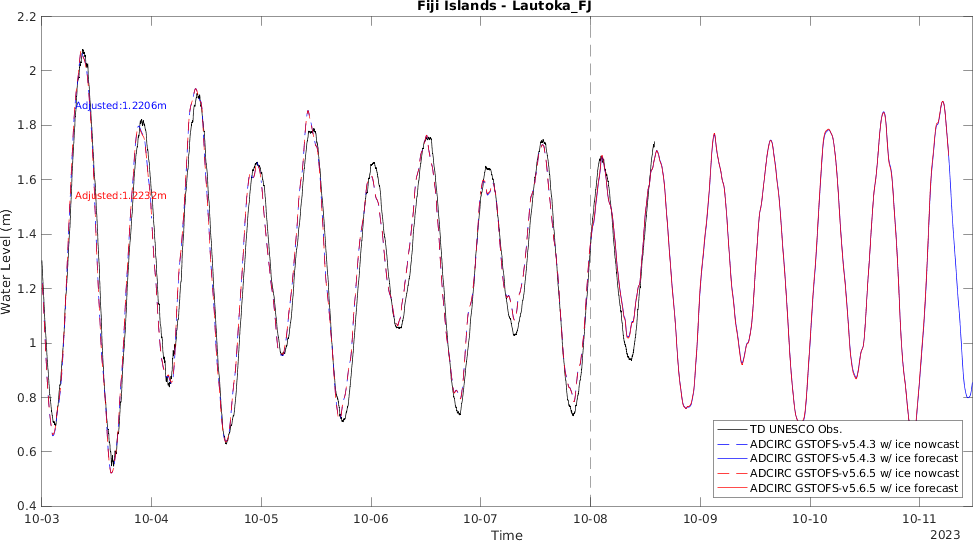 Fiji Islands - Lautoka_FJ
2.2
2
1.8
1.6
1.4
1.2
1
0.8
0.6
0.4
Water Level (m)
Adjusted:1.2206m
Adjusted:1.2232m
TD UNESCO Obs.
ADCIRC GSTOFS-v5.4.3 w/ ice nowcast
ADCIRC GSTOFS-v5.4.3 w/ ice forecast
ADCIRC GSTOFS-v5.6.5 w/ ice nowcast
ADCIRC GSTOFS-v5.6.5 w/ ice forecast
10-03 10-04 10-05 10-06 10-07 10-08 10-09 10-10 10-11
Time
2023